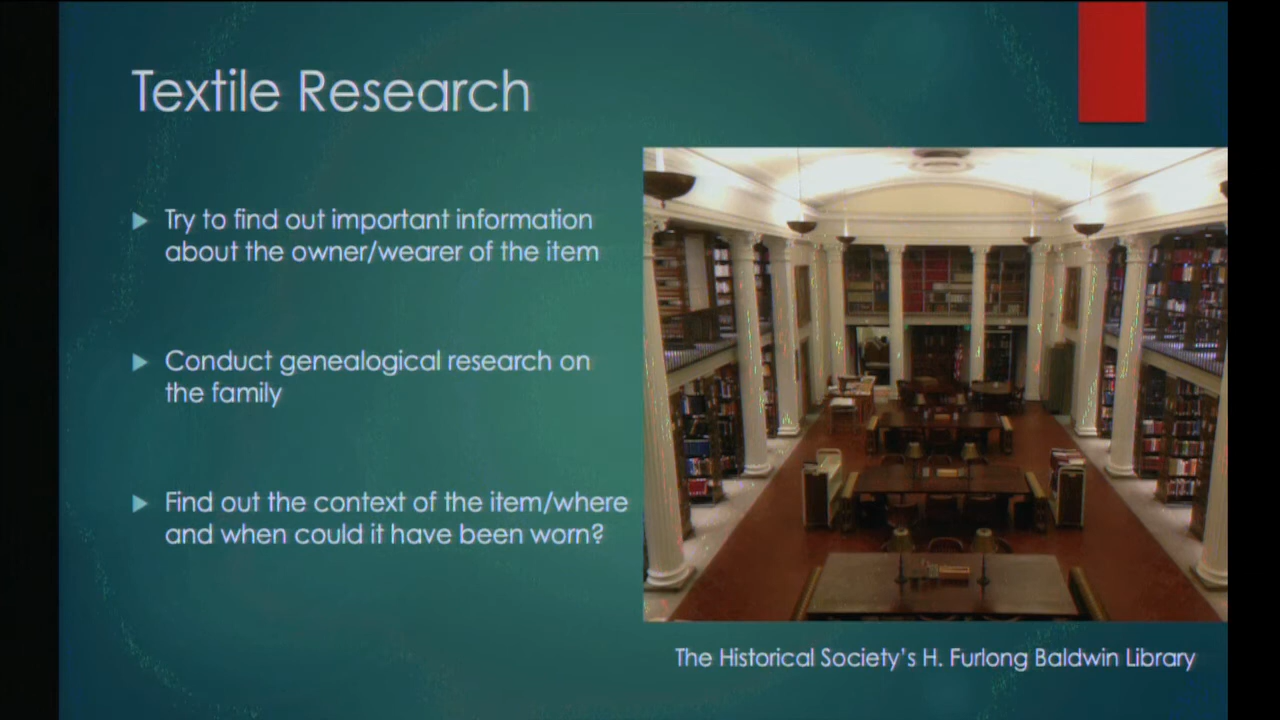 Textile Research
Try to find out important information
about the owner/wearer of the item
Conduct genealogical research on
the family
Find out the context of the item/where
and when could it have been worn?
The Historical Society's H. Furlong Baldwin Library